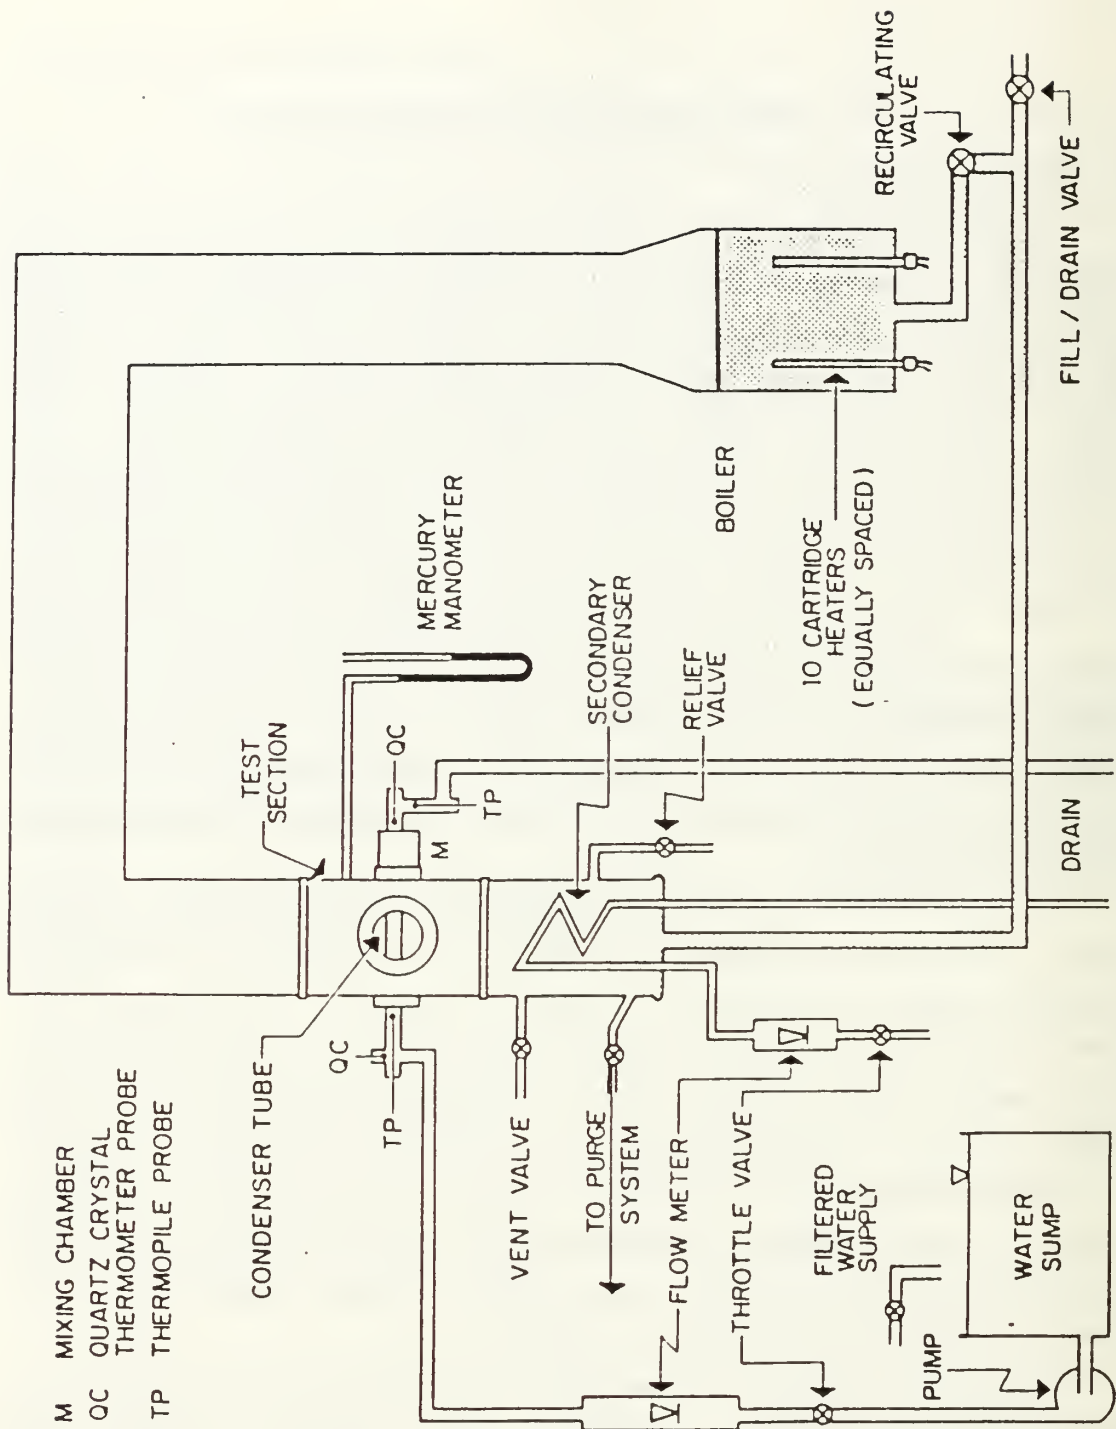 M MIXING CHAMBER
QC QUARTZ CRYSTAL
THERMOMETER PROBE
TP THERMOPILE PROBE
CONDENSER TUBE
TEST
SECTION
QC
TP
QC
TP
M
MERCURY
MANOMETER
SECONDARY
CONDENSER
RELIEF
VALVE
VENT VALVE
TO PURGE
SYSTEM
FLOW METER
THROTTLE VALVE
FILTERED
WATER
SUPPLY
PUMP
WATER
SUMP
DRAIN
BOILER
10 CARTRIDGE
HEATERS
(EQUALLY SPACED)
RECIRCULATING
VALVE
FILL / DRAIN VALVE